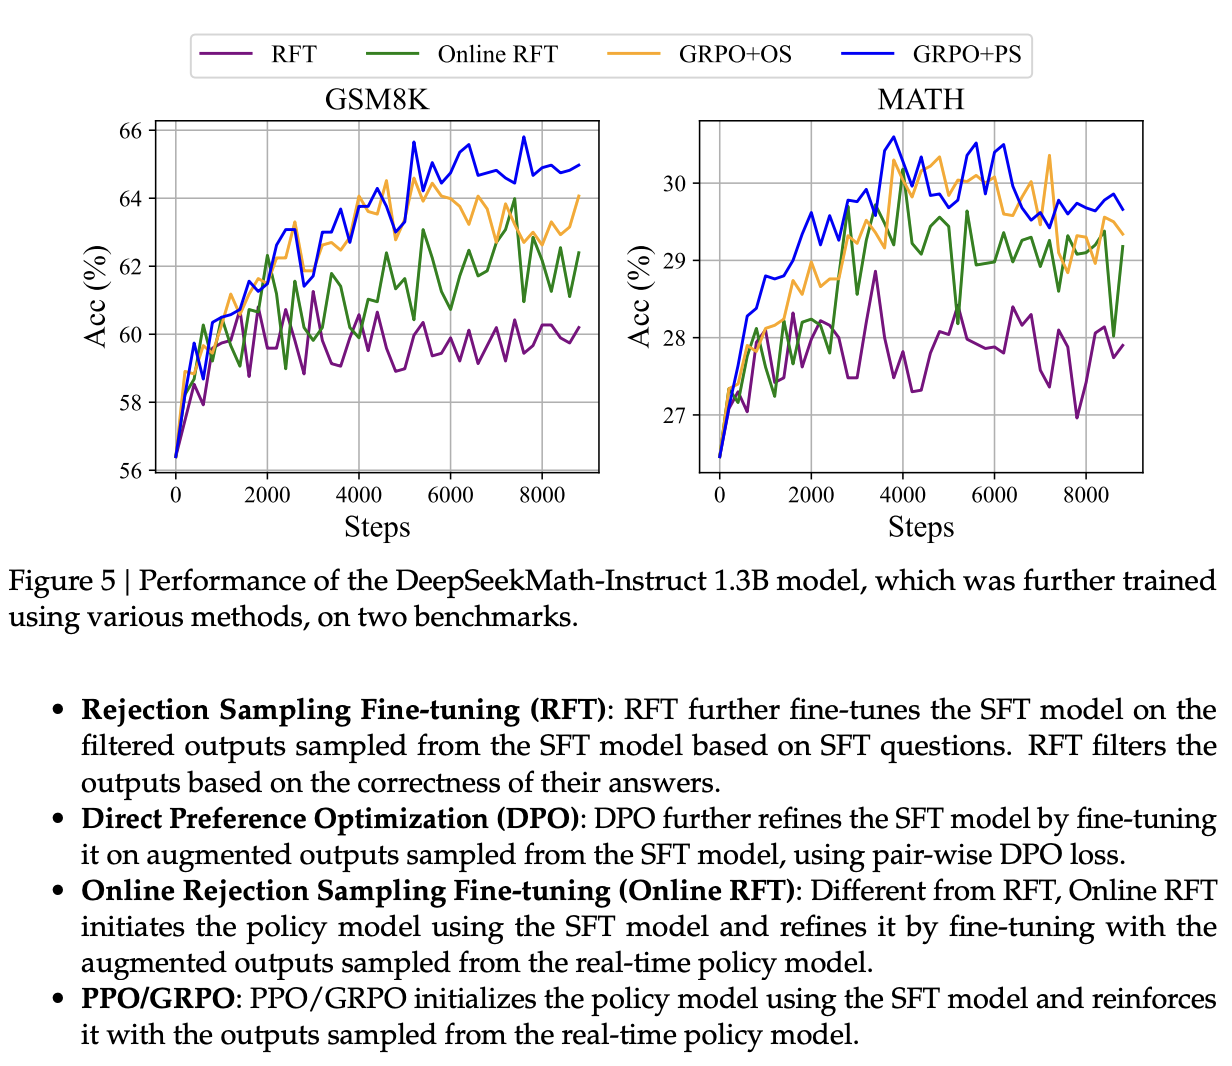 RFT Online RFT GRPO+OS GRPO+PS
GSM8K
66
64
62
60
58
56
Acc (%)
0 2000 4000 6000 8000
Steps
MATH
30
29
28
27
Acc (%)
0 2000 4000 6000 8000
Steps
Figure 5 | Performance of the DeepSeekMath-Instruct 1.3B model, which was further trained
using various methods, on two benchmarks.
• Rejection Sampling Fine-tuning (RFT): RFT further fine-tunes the SFT model on the
filtered outputs sampled from the SFT model based on SFT questions. RFT filters the
outputs based on the correctness of their answers.
• Direct Preference Optimization (DPO): DPO further refines the SFT model by fine-tuning
it on augmented outputs sampled from the SFT model, using pair-wise DPO loss.
• Online Rejection Sampling Fine-tuning (Online RFT): Different from RFT, Online RFT
initiates the policy model using the SFT model and refines it by fine-tuning with the
augmented outputs sampled from the real-time policy model.
• PPO/GRPO: PPO/GRPO initializes the policy model using the SFT model and reinforces
it with the outputs sampled from the real-time policy model.